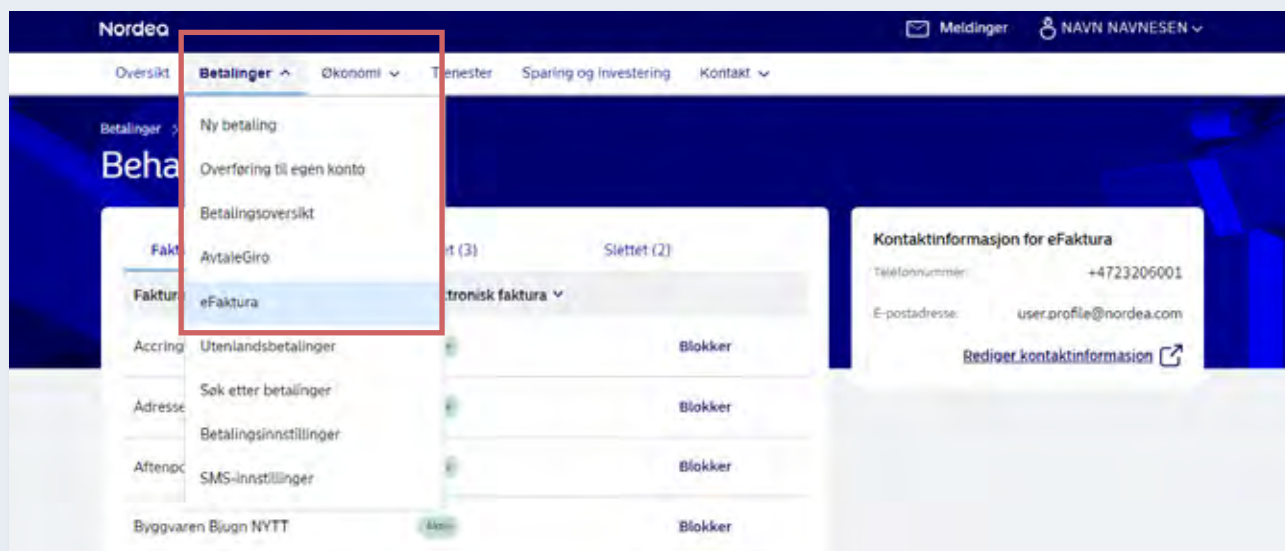 Nordea
Meldinger NAVN NAVNESEN
Oversikt Betalinger Økonomi Tjenester Sparing og investering Kontakt
Betalinger >
Beha
Ny betaling
Overføring til egen konto
Betalingsoversikt
AvtaleGiro
eFaktura
Utenlandsbetalinger
Søk etter betalinger
Betalingsinnstillinger
SMS-innstillinger
Fakt et (3) Slettet (2)
Faktura tronisk faktura
Accring Blokker
Adresse Blokker
Aftenpo Blokker
Byggvaren Bjugn NYTT Aktiv Blokker
Kontaktinformasjon for eFaktura
Telefonnummer: +4723206001
E-postadresse: user.profile@nordea.com
Rediger kontaktinformasjon